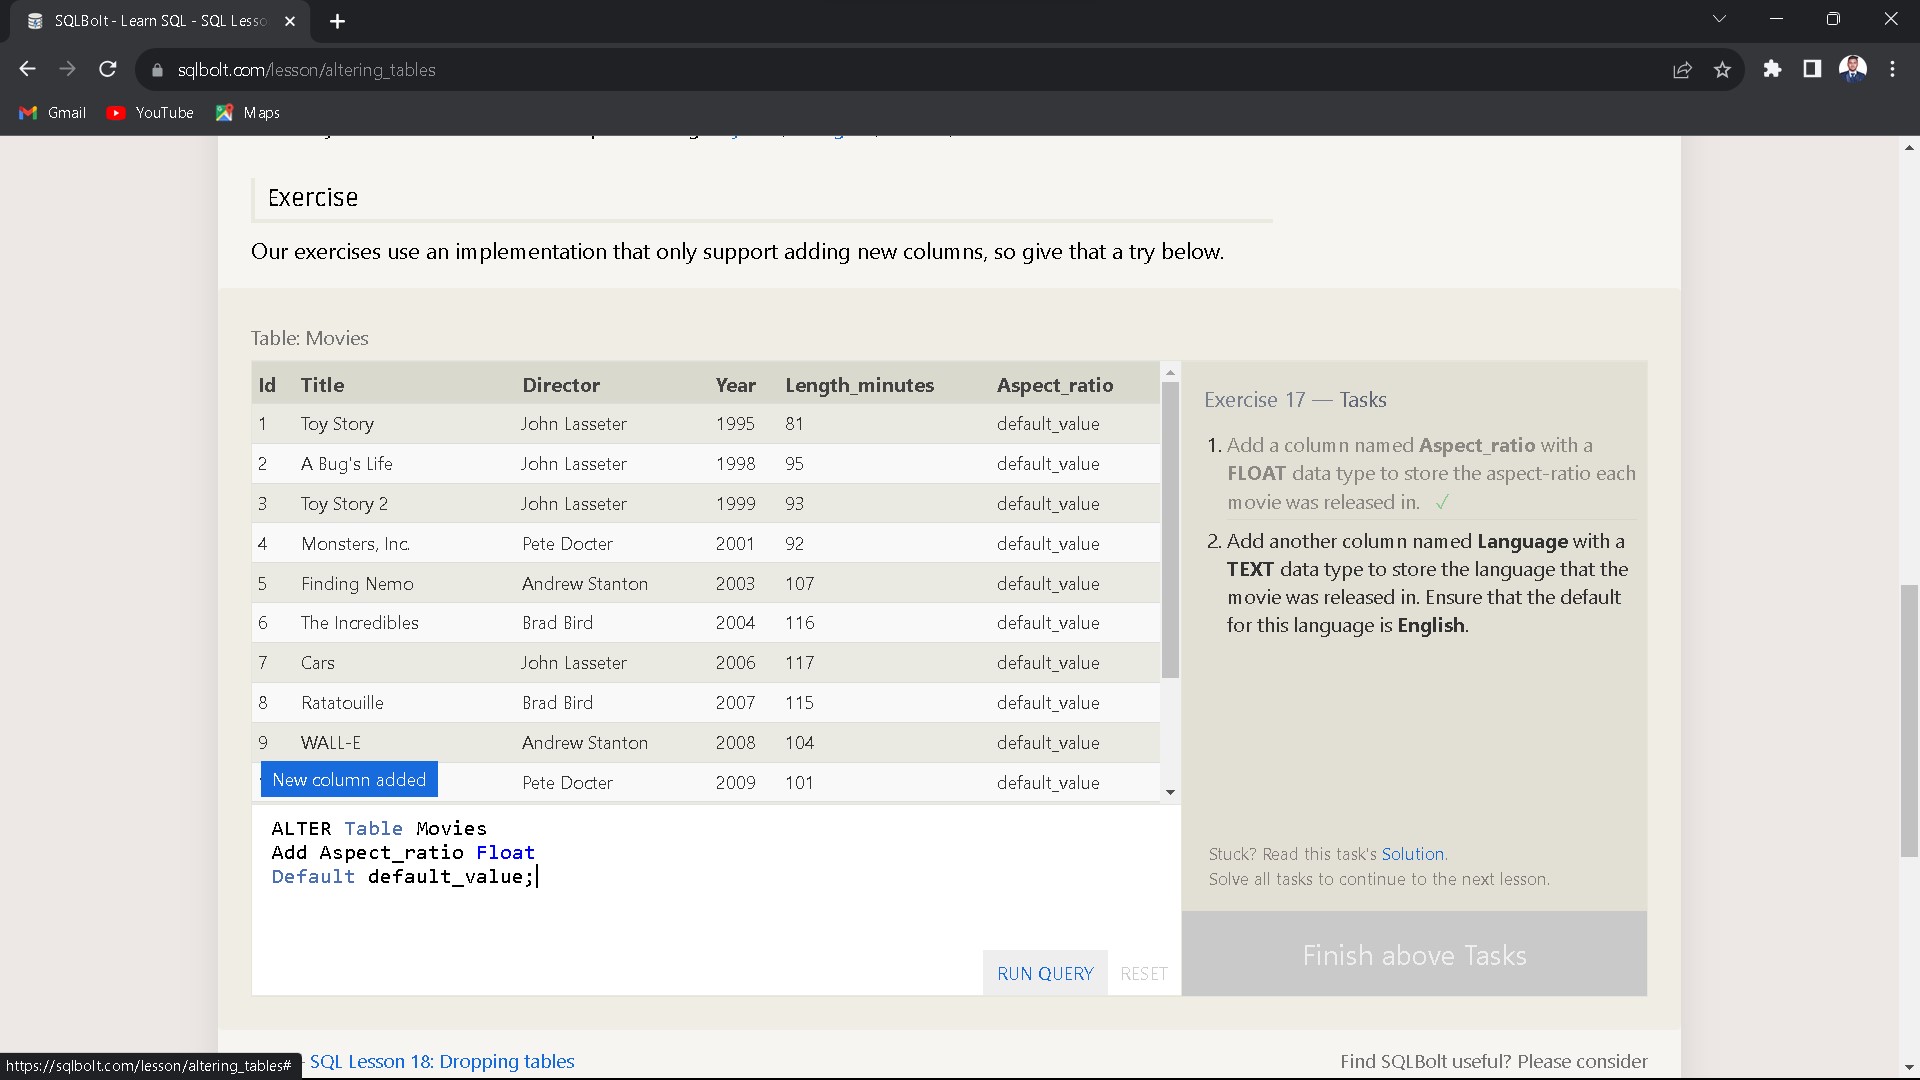 SQLBolt - Learn SQL - SQL Lesso
sqlbolt.com/lesson/altering_tables
Gmail YouTube Maps
Exercise
Our exercises use an implementation that only support adding new columns, so give that a try below.
Table: Movies
Id Title Director Year Length_minutes Aspect_ratio
1 Toy Story John Lasseter 1995 81 default_value
2 A Bug's Life John Lasseter 1998 95 default_value
3 Toy Story 2 John Lasseter 1999 93 default_value
4 Monsters, Inc. Pete Docter 2001 92 default_value
5 Finding Nemo Andrew Stanton 2003 107 default_value
6 The Incredibles Brad Bird 2004 116 default_value
7 Cars John Lasseter 2006 117 default_value
8 Ratatouille Brad Bird 2007 115 default_value
9 WALL-E Andrew Stanton 2008 104 default_value
New column added Pete Docter 2009 101 default_value
ALTER Table Movies
Add Aspect_ratio Float
Default default_value;
RUN QUERY RESET
Exercise 17 — Tasks
1. Add a column named Aspect_ratio with a
FLOAT data type to store the aspect-ratio each
movie was released in. ✓
2. Add another column named Language with a
TEXT data type to store the language that the
movie was released in. Ensure that the default
for this language is English.
Stuck? Read this task's Solution.
Solve all tasks to continue to the next lesson.
Finish above Tasks
SQL Lesson 18: Dropping tables
Find SQLBolt useful? Please consider
https://sqlbolt.com/lesson/altering_tables#